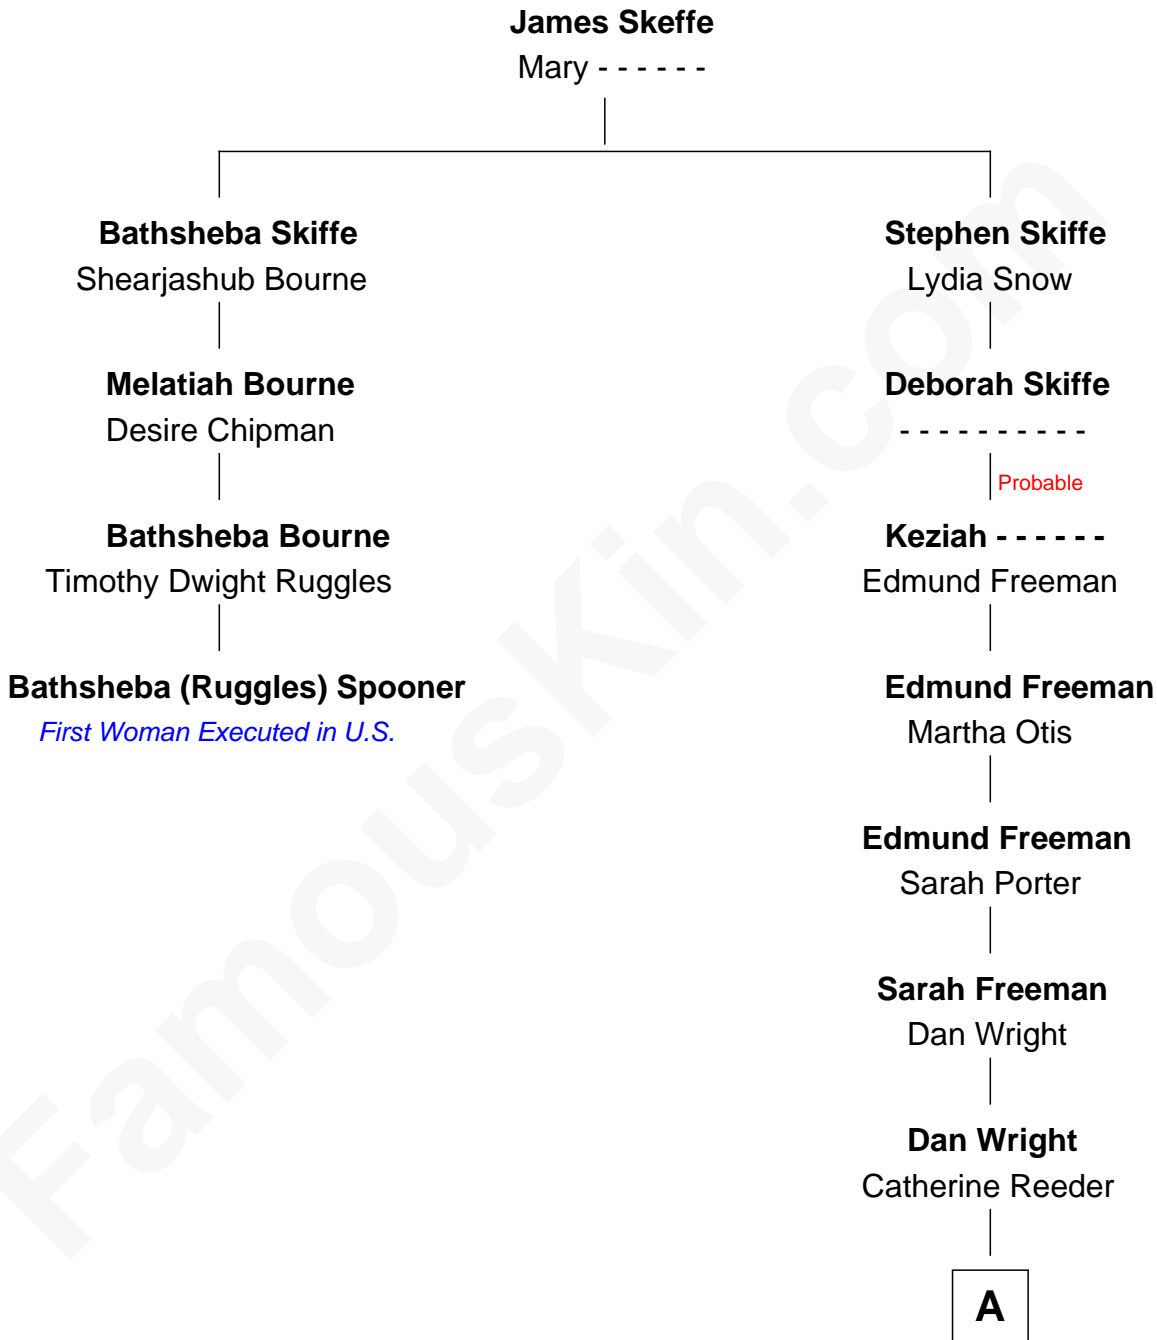 James Skeffe
Mary - - - - - -
Bathsheba Skiffe
Shearjashub Bourne
Melatiah Bourne
Desire Chipman
Bathsheba Bourne
Timothy Dwight Ruggles
Bathsheba (Ruggles) Spooner
First Woman Executed in U.S.
Stephen Skiffe
Lydia Snow
Deborah Skiffe
- - - - - - - - - -
Probable
Keziah - - - - - -
Edmund Freeman
Edmund Freeman
Martha Otis
Edmund Freeman
Sarah Porter
Sarah Freeman
Dan Wright
Dan Wright
Catherine Reeder
A
FamousKin.com